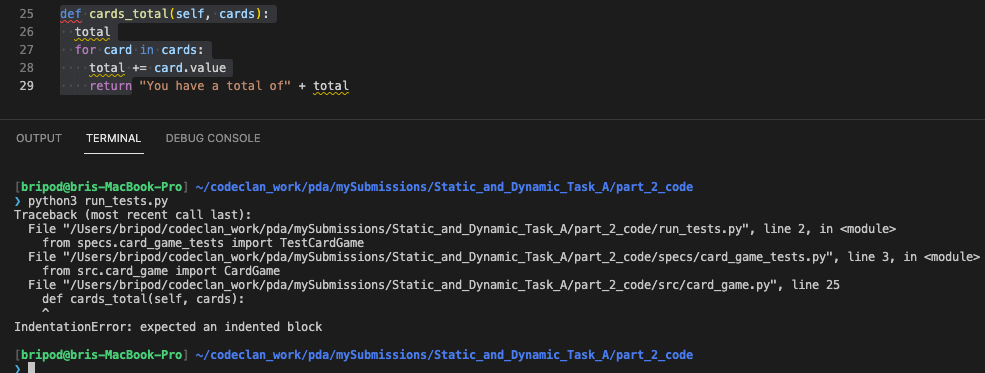 25 def cards_total(self, cards):
26 total
27 for card in cards:
28 total += card.value
29 return "You have a total of" + total
OUTPUT TERMINAL DEBUG CONSOLE
[bripod@bris-MacBook-Pro] ~/codeclan_work/pda/mySubmissions/Static_and_Dynamic_Task_A/part_2_code
❯ python3 run_tests.py
Traceback (most recent call last):
File "/Users/bripod/codeclan_work/pda/mySubmissions/Static_and_Dynamic_Task_A/part_2_code/run_tests.py", line 2, in <module>
from specs.card_game_tests import TestCardGame
File "/Users/bripod/codeclan_work/pda/mySubmissions/Static_and_Dynamic_Task_A/part_2_code/specs/card_game_tests.py", line 3, in <module>
from src.card_game import CardGame
File "/Users/bripod/codeclan_work/pda/mySubmissions/Static_and_Dynamic_Task_A/part_2_code/src/card_game.py", line 25
def cards_total(self, cards):
^
IndentationError: expected an indented block
[bripod@bris-MacBook-Pro] ~/codeclan_work/pda/mySubmissions/Static_and_Dynamic_Task_A/part_2_code
❯